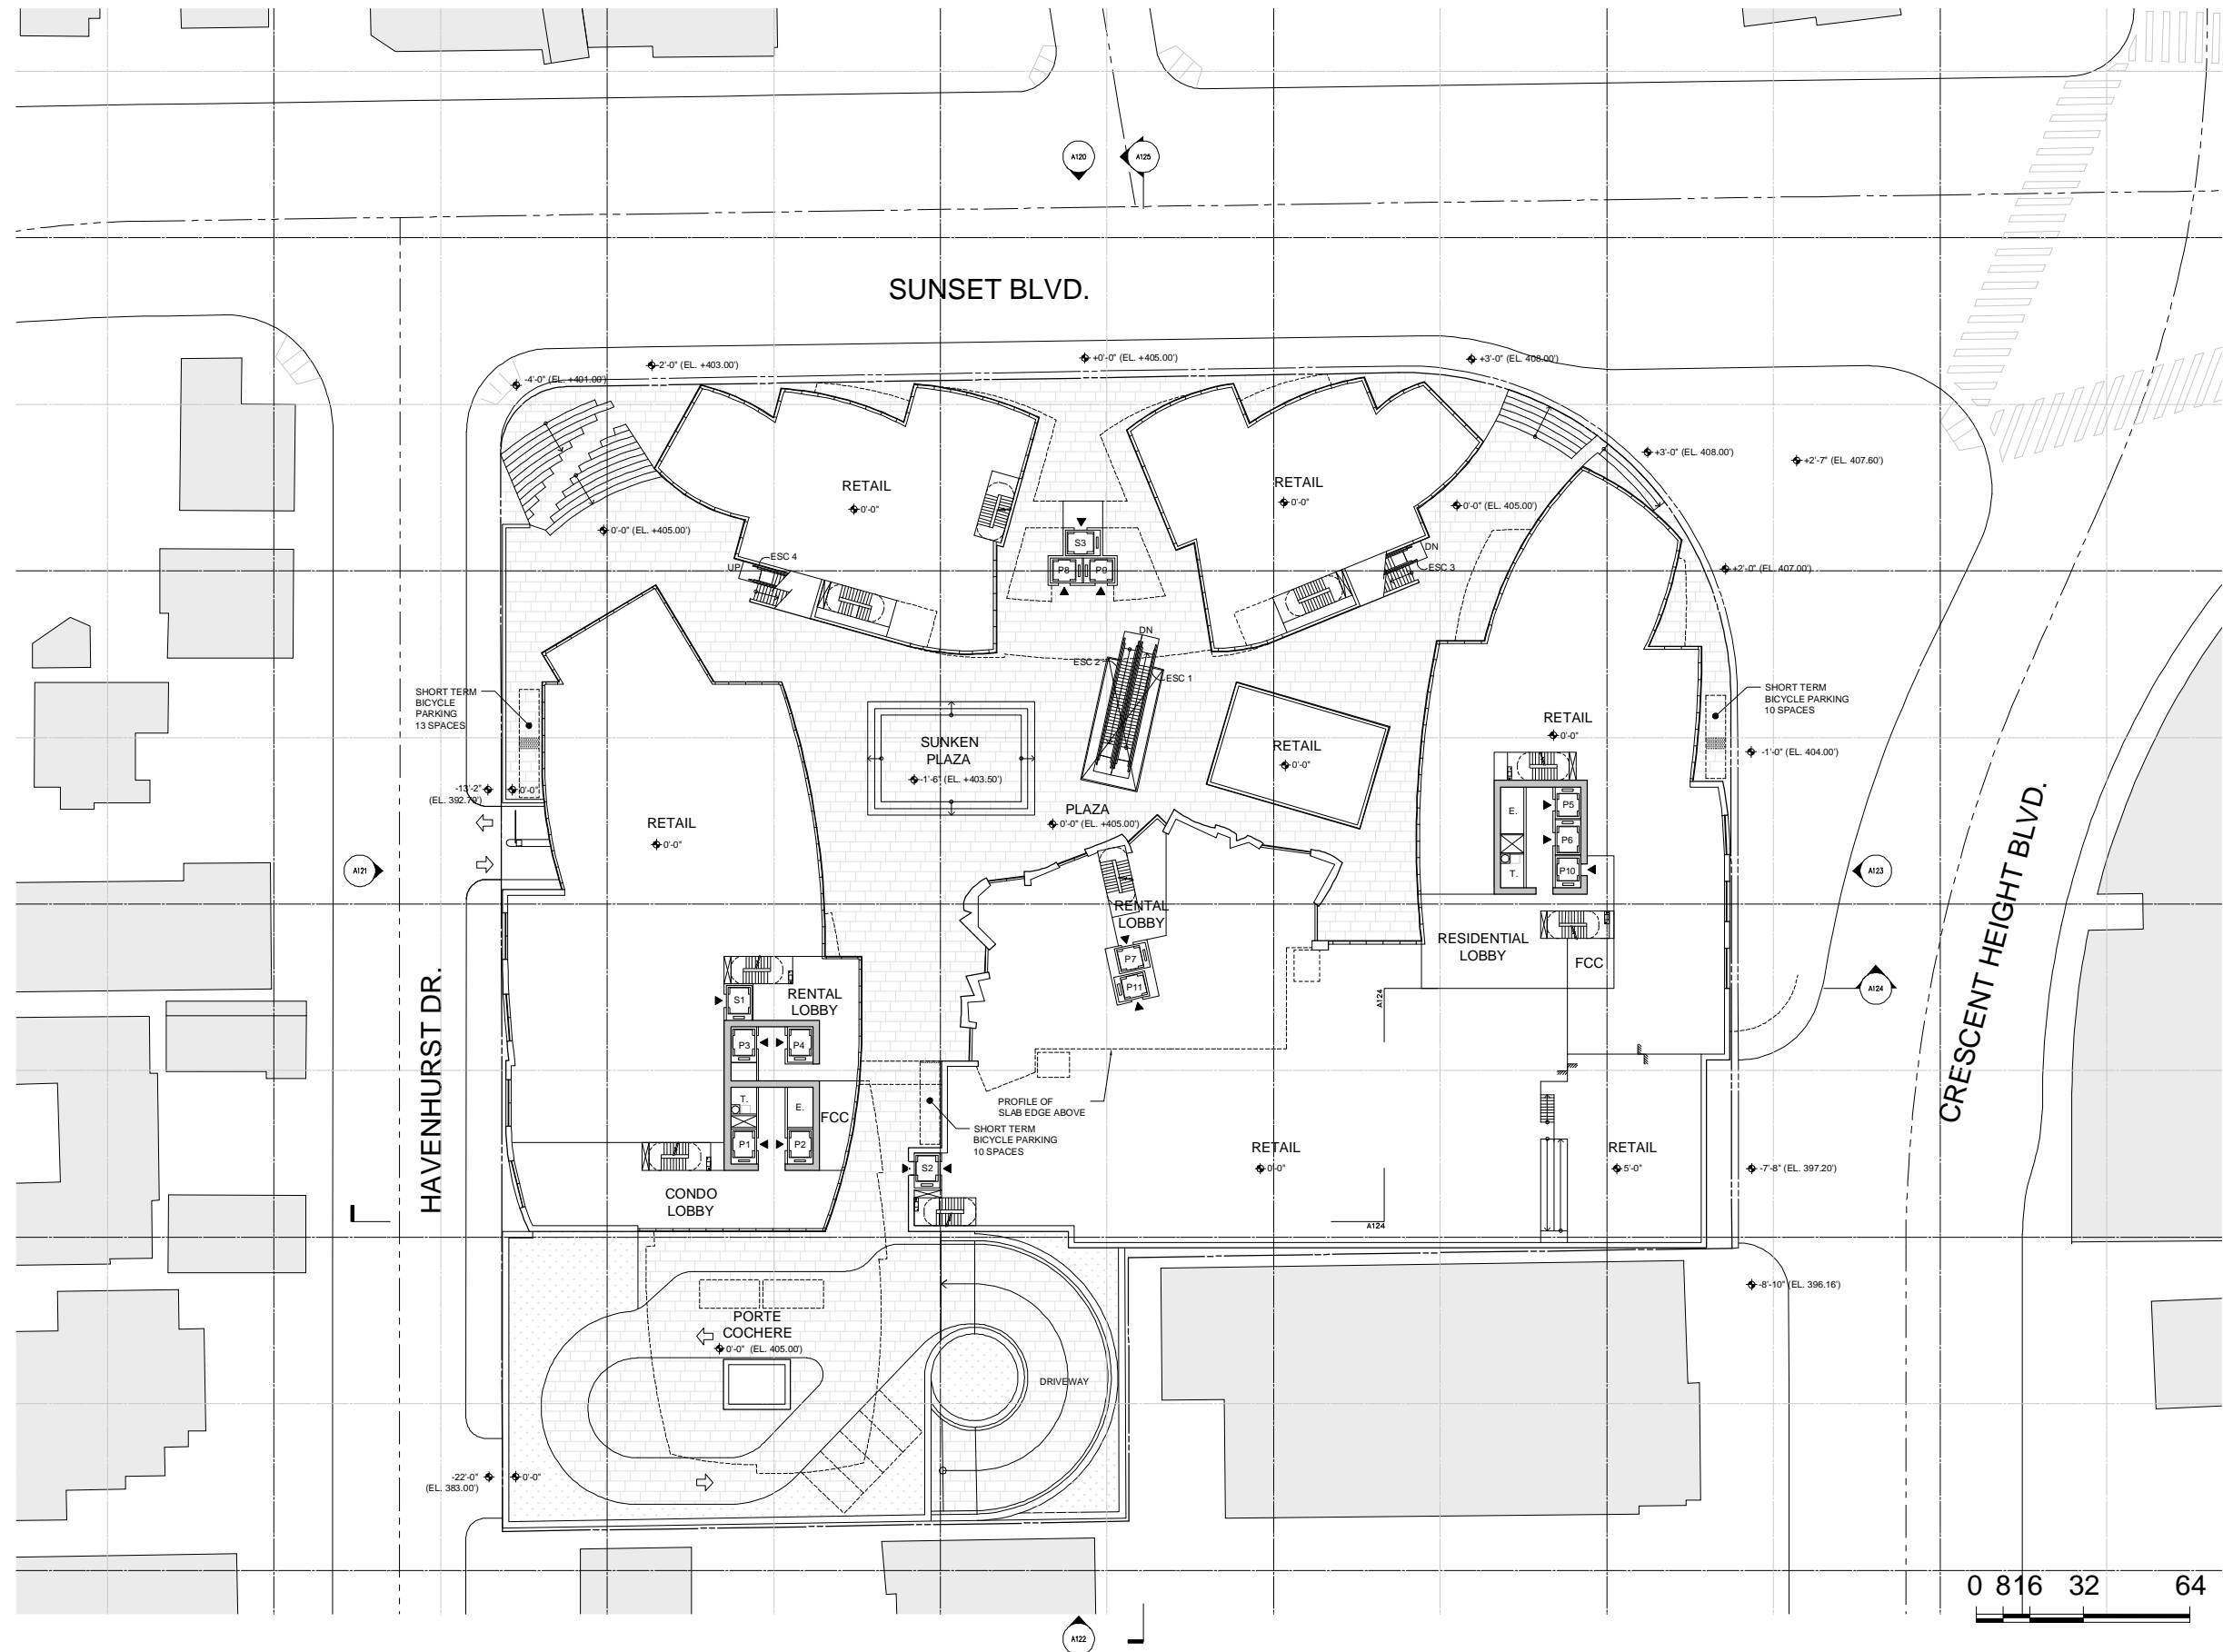 A120
A125
SUNSET BLVD.
-4'-0" (EL. +401.00')
-2'-0" (EL. +403.00')
+0'-0" (EL. +405.00')
+3'-0" (EL. 408.00')
+3'-0" (EL. 408.00')
+2'-7" (EL. 407.60')
RETAIL
0'-0"
RETAIL
0'-0"
0'-0" (EL. 405.00')
0'-0" (EL. +405.00')
S3
P8
P9
ESC 4
UP
DN
ESC 3
+2'-0" (EL. 407.00')
DN
ESC 2
ESC 1
SHORT TERM
BICYCLE
PARKING
13 SPACES
SHORT TERM
BICYCLE PARKING
10 SPACES
SUNKEN
PLAZA
-1'-6" (EL. +403.50')
RETAIL
0'-0"
RETAIL
0'-0"
-1'-0" (EL. 404.00')
-13'-2"
(EL. 392.79')
0'-0"
PLAZA
0'-0" (EL. +405.00')
RETAIL
0'-0"
E.
P5
P6
P10
T.
A121
A123
RENTAL
LOBBY
P7
P11
RESIDENTIAL
LOBBY
FCC
A124
A124
HAVENHURST DR.
CRESCENT HEIGHT BLVD.
S1
RENTAL
LOBBY
P3
P4
T.
E.
FCC
P1
P2
PROFILE OF
SLAB EDGE ABOVE
SHORT TERM
BICYCLE PARKING
10 SPACES
S2
RETAIL
0'-0"
RETAIL
5'-0"
-7'-8" (EL. 397.20')
CONDO
LOBBY
A124
-8'-10" (EL. 396.16')
PORTE
COCHERE
0'-0" (EL. 405.00')
DRIVEWAY
-22'-0"
(EL. 383.00')
0'-0"
0 8 16 32 64
A122